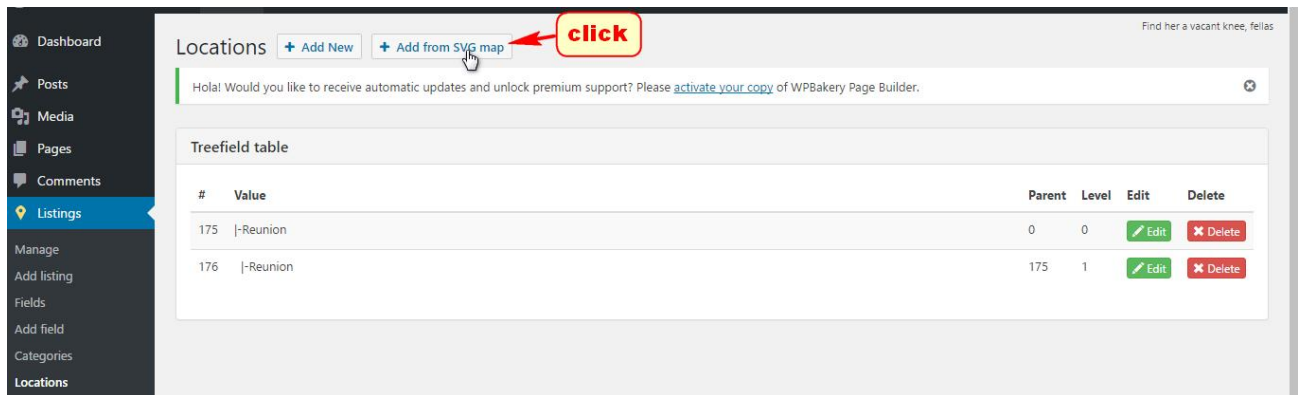 Dashboard
Posts
Media
Pages
Comments
Listings
Manage
Add listing
Fields
Add field
Categories
Locations
Find her a vacant knee, fellas
Locations + Add New + Add from SVG map click
Hola! Would you like to receive automatic updates and unlock premium support? Please activate your copy of WPBakery Page Builder.
Treefield table
# Value Parent Level Edit Delete
175 |-Reunion 0 0 Edit Delete
176 |-Reunion 175 1 Edit Delete